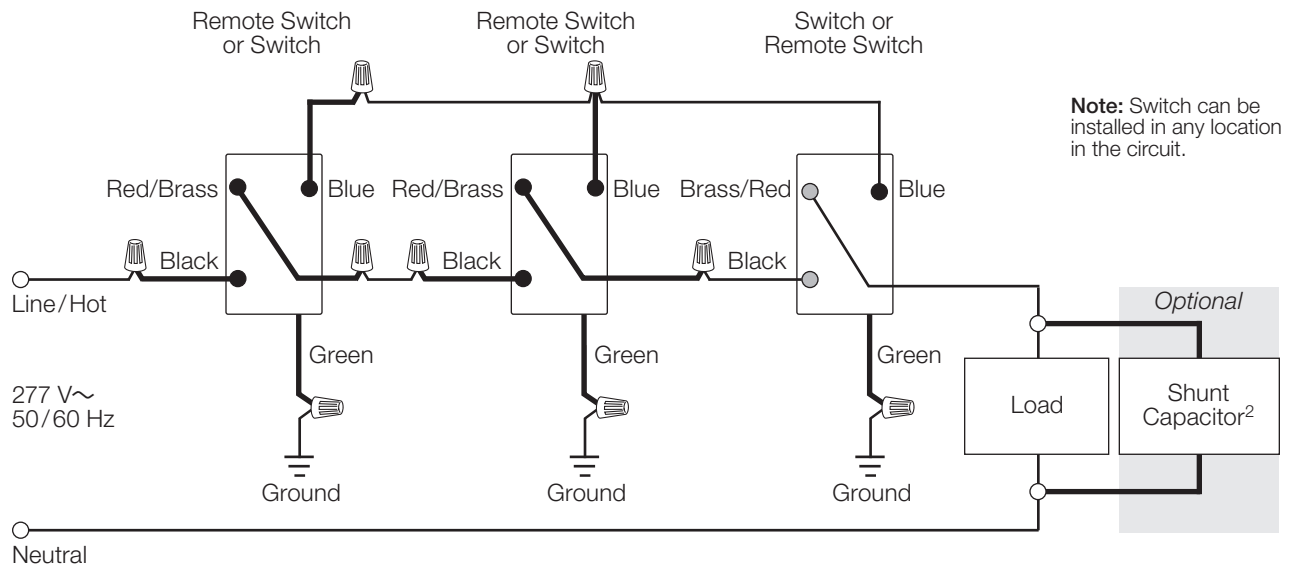 Remote Switch
or Switch
Remote Switch
or Switch
Switch or
Remote Switch
Note: Switch can be
installed in any location
in the circuit.
Red/Brass
Blue
Red/Brass
Blue
Brass/Red
Blue
Black
Black
Black
Line/Hot
Optional
Green
Green
Green
277 V~
50/60 Hz
Load
Shunt
Capacitor²
Ground
Ground
Ground
Neutral